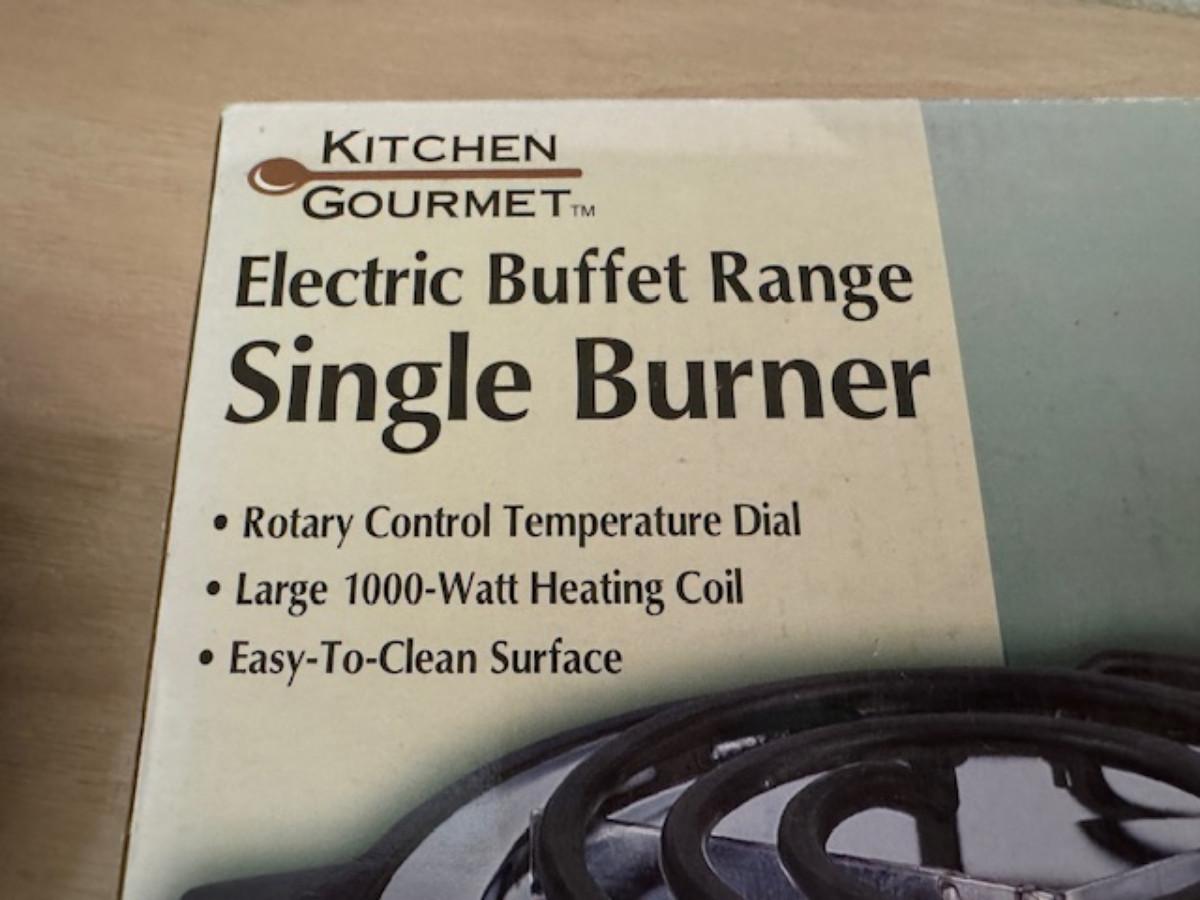 KITCHEN
GOURMET™
Electric Buffet Range
Single Burner
• Rotary Control Temperature Dial
• Large 1000-Watt Heating Coil
• Easy-To-Clean Surface